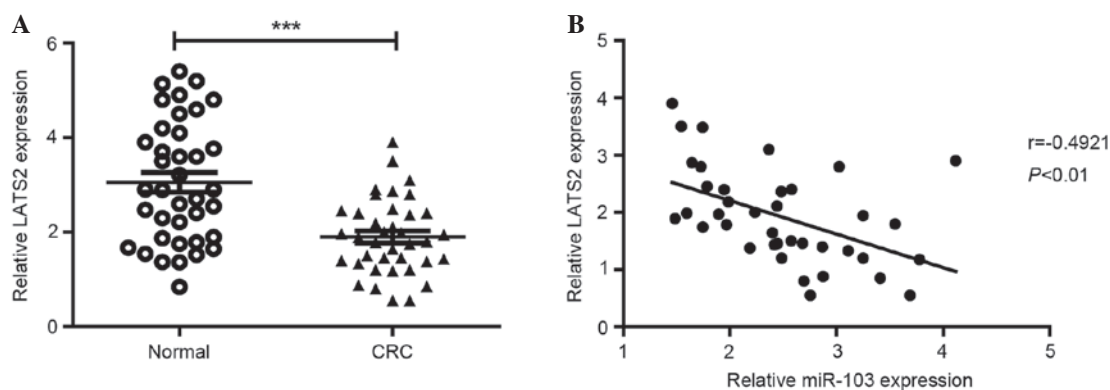 A
***
6
4
2
0
Relative LATS2 expression
Normal
CRC
B
5
4
3
2
1
0
Relative LATS2 expression
1
2
3
4
5
Relative miR-103 expression
r=-0.4921
P<0.01